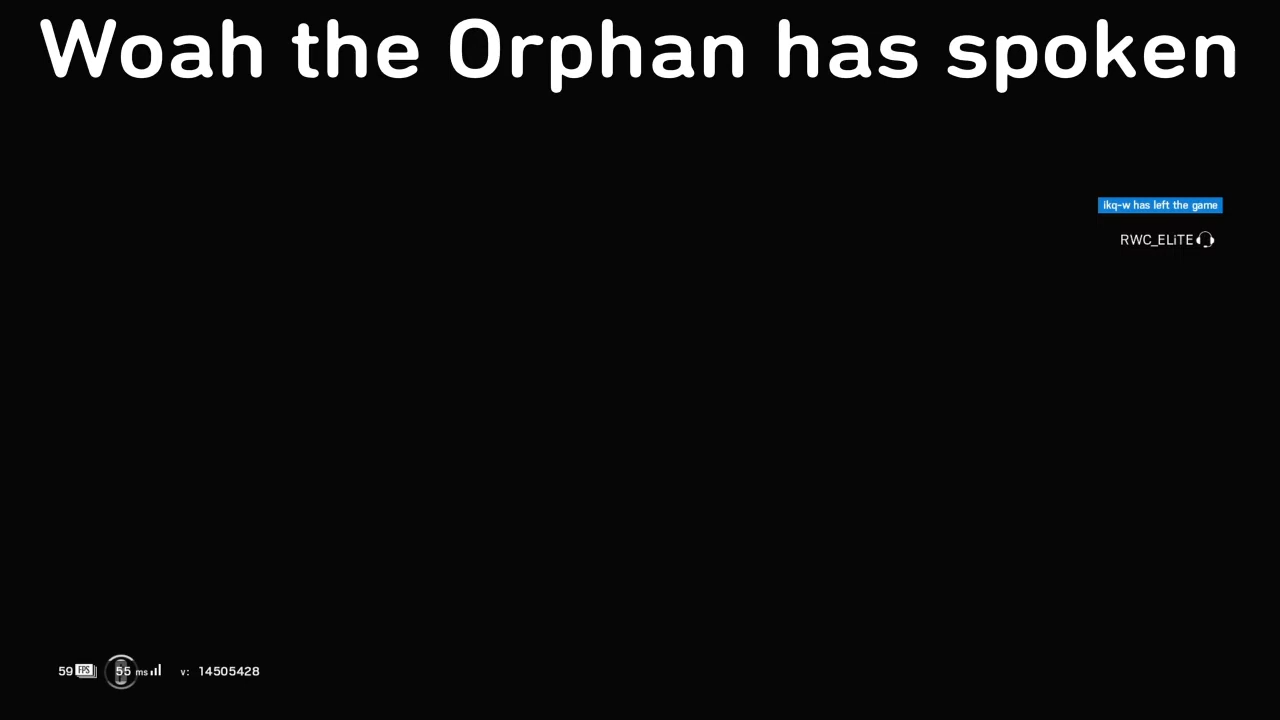 Woah the Orphan has spoken
ikq-w has left the game
RWC_ELiTE
59 FPS 55 ms v: 14505428